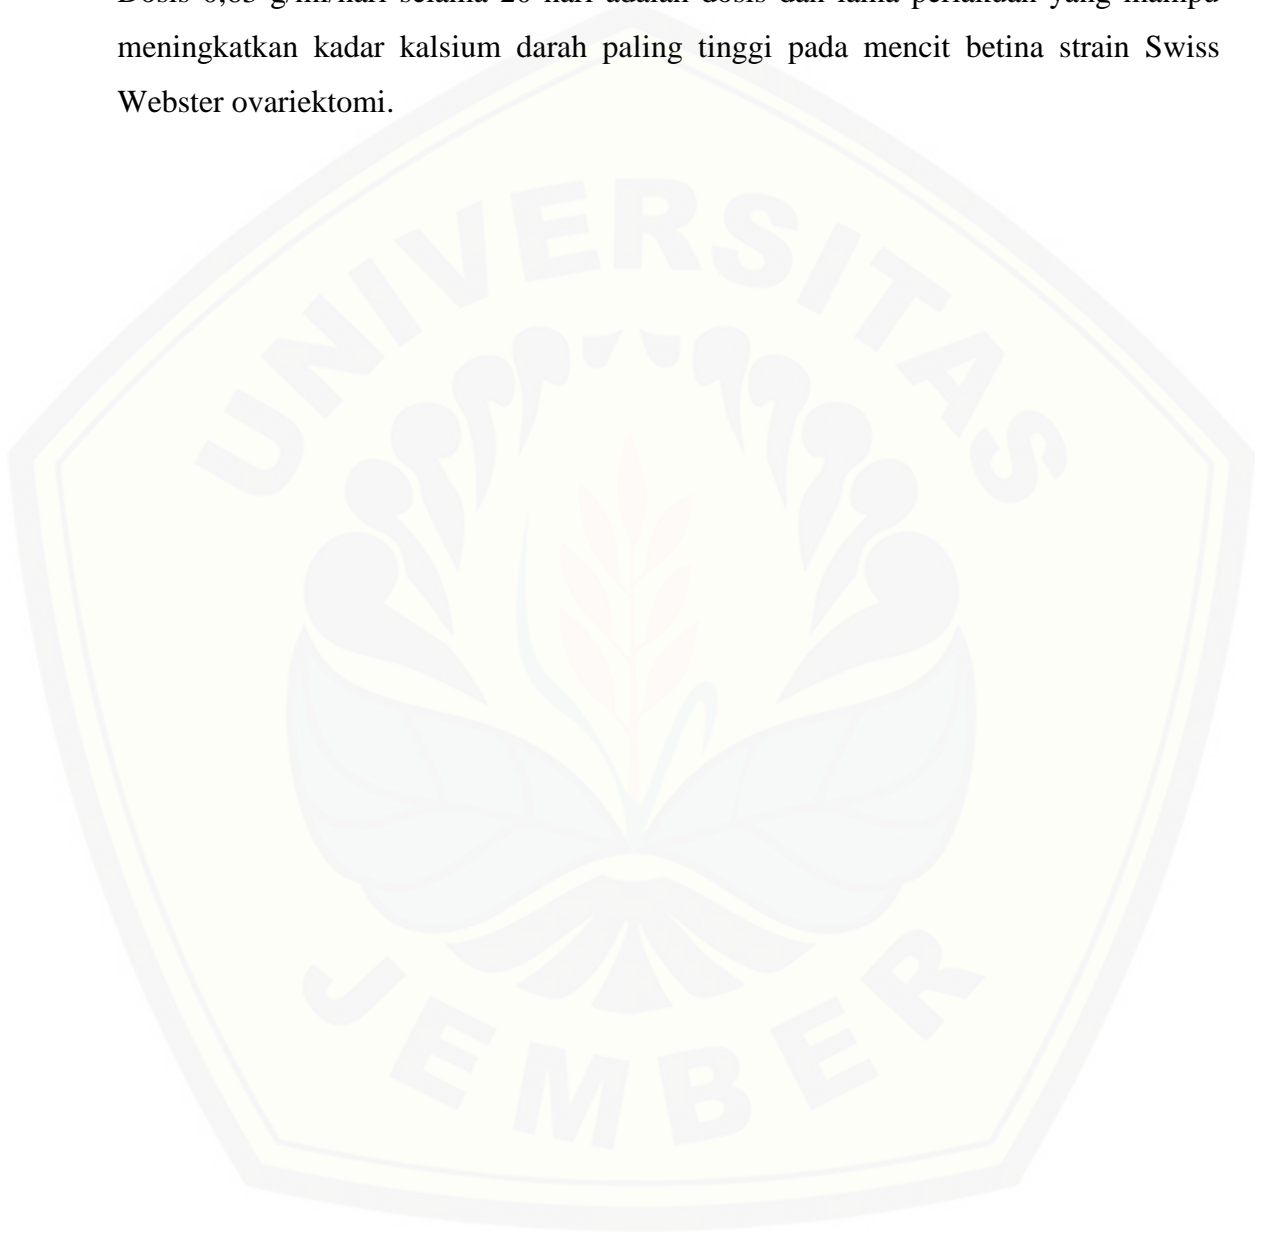 Dosis g/ml/hari selama hari adalah dosis dan lama perlakuan yang mampu
meningkatkan kadar kalsium darah paling tinggi pada mencit betina strain Swiss
Webster ovariektomi.
UNIVERSITAS
JEMBER